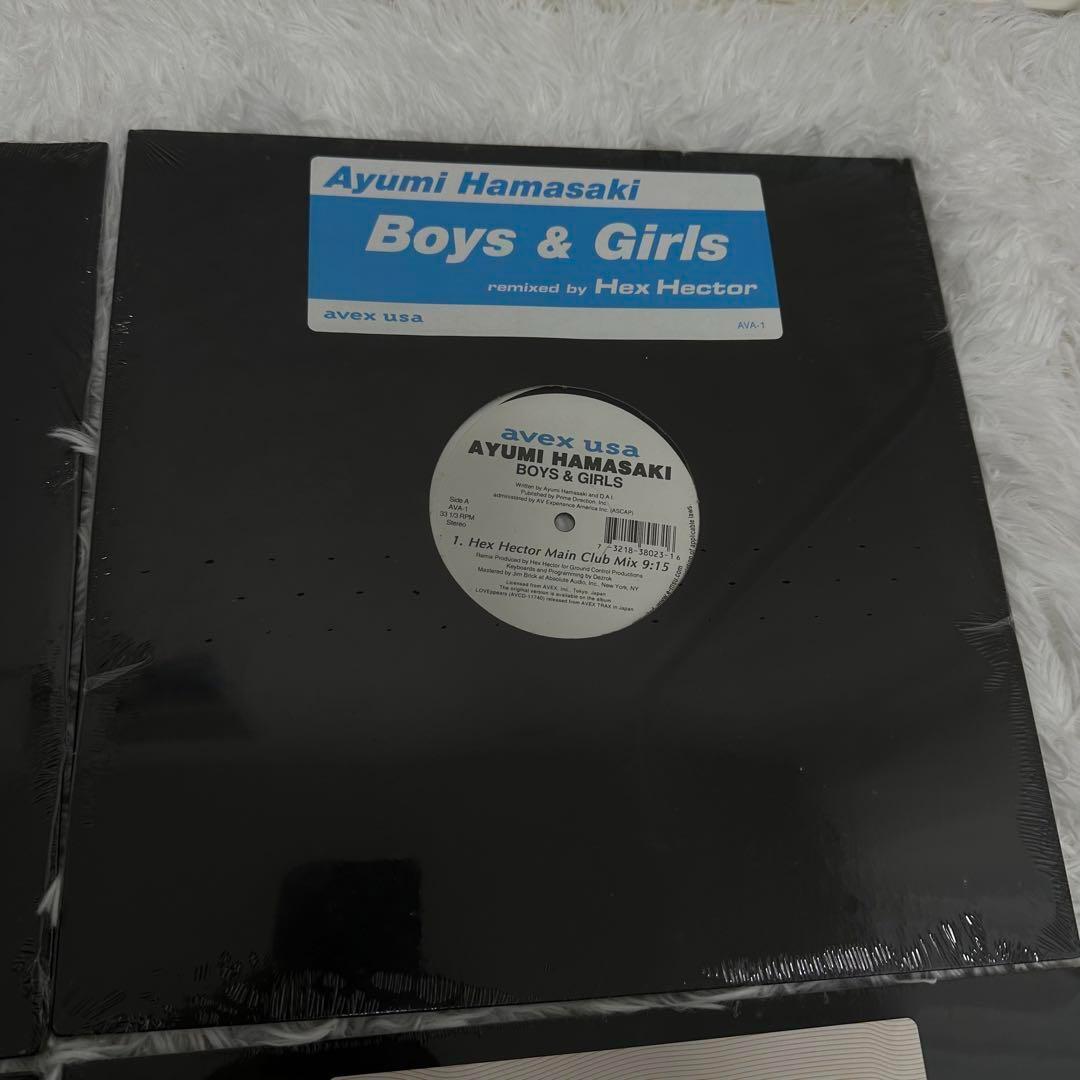 Ayumi Hamasaki
Boys & Girls
remixed by Hex Hector
avex usa
AVA-1
avex usa
AYUMI HAMASAKI
BOYS & GIRLS
Written by Ayumi Hamasaki and D.A.I.
Published by Prime Direction, Inc.
administered by AV Experience America Inc. (ASCAP)
Side A
AVA-1
33 1/3 RPM
Stereo
7 3218-38023-1 6
1. Hex Hector Main Club Mix 9:15
Remix Produced by Hex Hector for Ground Control Productions
Keyboards and Programming by Dezrok
Mastered by Jim Brick at Absolute Audio, Inc., New York, NY
Licensed from AVEX, Inc., Tokyo, Japan
The original version is available on the album
LOVEppears (AVCD-11740) released from AVEX TRAX in Japan
of applicable laws.